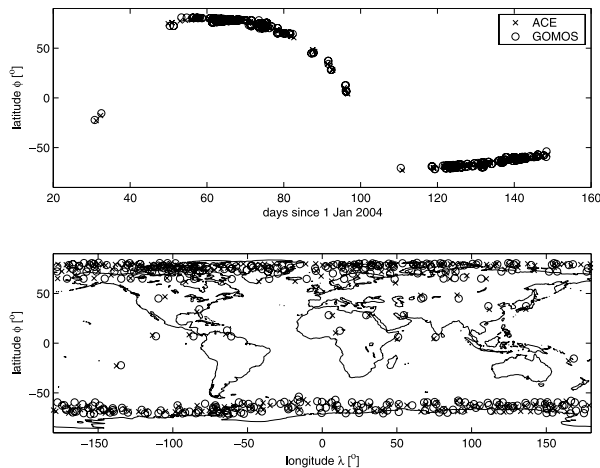 50
0
−50
latitude ϕ [°]
× ACE
○ GOMOS
20 40 60 80 100 120 140 160
days since 1 Jan 2004
50
0
−50
latitude ϕ [°]
−150 −100 −50 0 50 100 150
longitude λ [°]